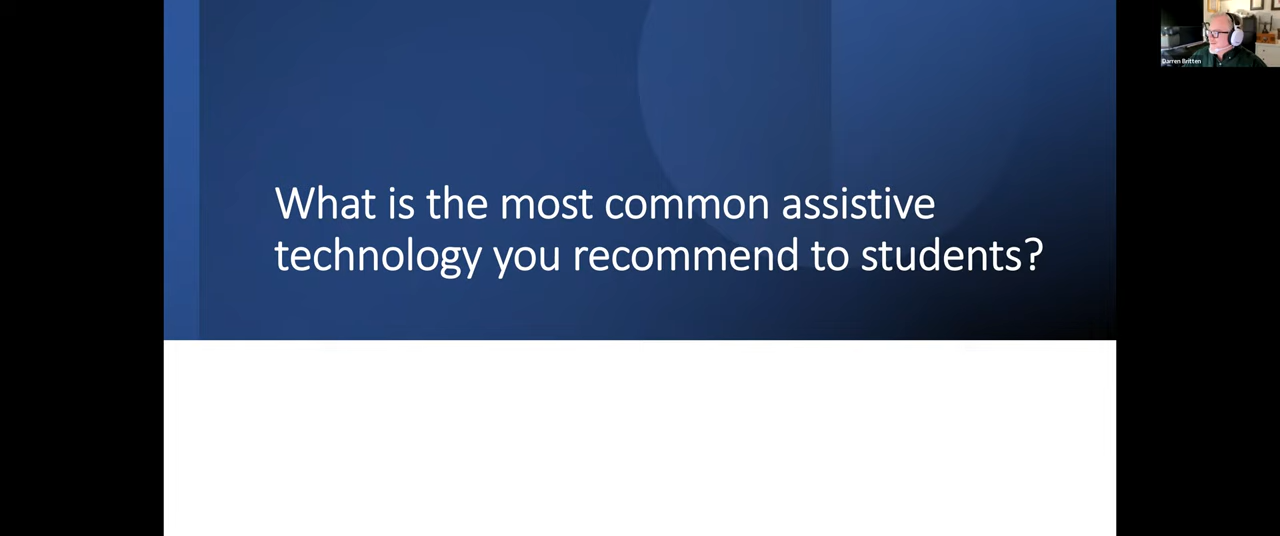 What is the most common assistive
technology you recommend to students?
Darren Britten